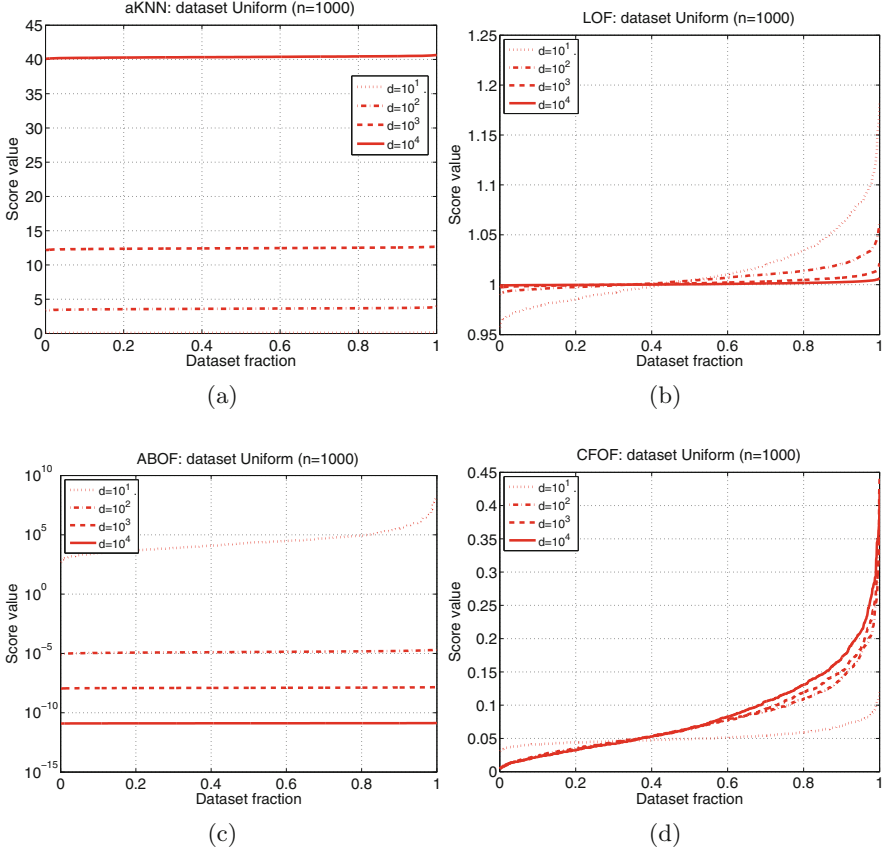 aKNN: dataset Uniform (n=1000)
45
40
35
30
25
20
15
10
5
0
Score value
d=10^1
d=10^2
d=10^3
d=10^4
0 0.2 0.4 0.6 0.8 1
Dataset fraction
(a)
LOF: dataset Uniform (n=1000)
1.25
1.2
1.15
1.1
1.05
1
0.95
Score value
d=10^1
d=10^2
d=10^3
d=10^4
0 0.2 0.4 0.6 0.8 1
Dataset fraction
(b)
ABOF: dataset Uniform (n=1000)
10^10
10^5
10^0
10^-5
10^-10
10^-15
Score value
d=10^1
d=10^2
d=10^3
d=10^4
0 0.2 0.4 0.6 0.8 1
Dataset fraction
(c)
CFOF: dataset Uniform (n=1000)
0.45
0.4
0.35
0.3
0.25
0.2
0.15
0.1
0.05
0
Score value
d=10^1
d=10^2
d=10^3
d=10^4
0 0.2 0.4 0.6 0.8 1
Dataset fraction
(d)